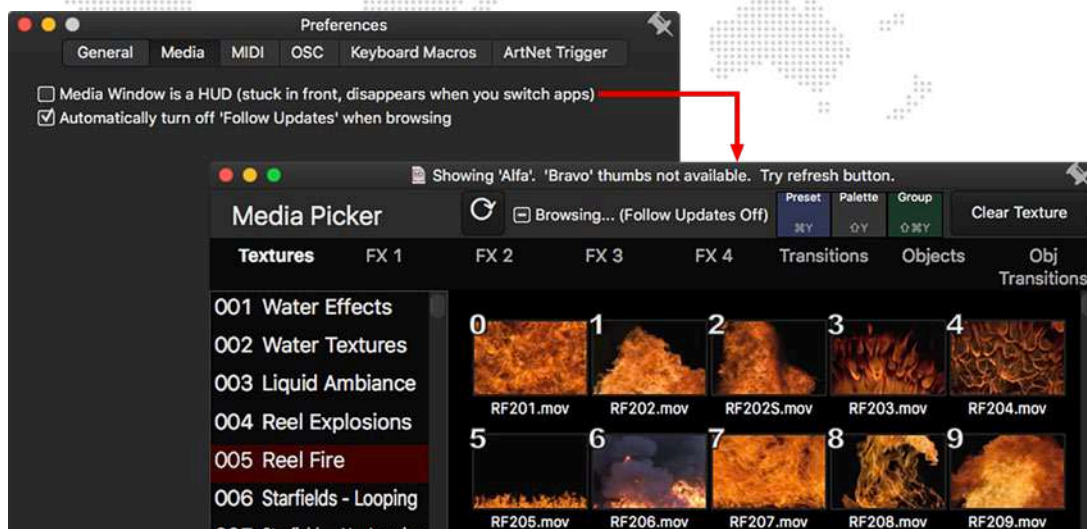 Preferences
General Media MIDI OSC Keyboard Macros ArtNet Trigger
Media Window is a HUD (stuck in front, disappears when you switch apps)
Automatically turn off 'Follow Updates' when browsing
Showing 'Alfa'. 'Bravo' thumbs not available. Try refresh button.
Media Picker
Browsing... (Follow Updates Off)
Preset Palette Group
⌘Y ⇧Y ⇧⌘Y
Clear Texture
Textures FX 1 FX 2 FX 3 FX 4 Transitions Objects Obj
Transitions
001 Water Effects
002 Water Textures
003 Liquid Ambiance
004 Reel Explosions
005 Reel Fire
006 Starfields - Looping
0 1 2 3 4
RF201.mov RF202.mov RF202S.mov RF203.mov RF204.mov
5 6 7 8 9
RF205.mov RF206.mov RF207.mov RF208.mov RF209.mov